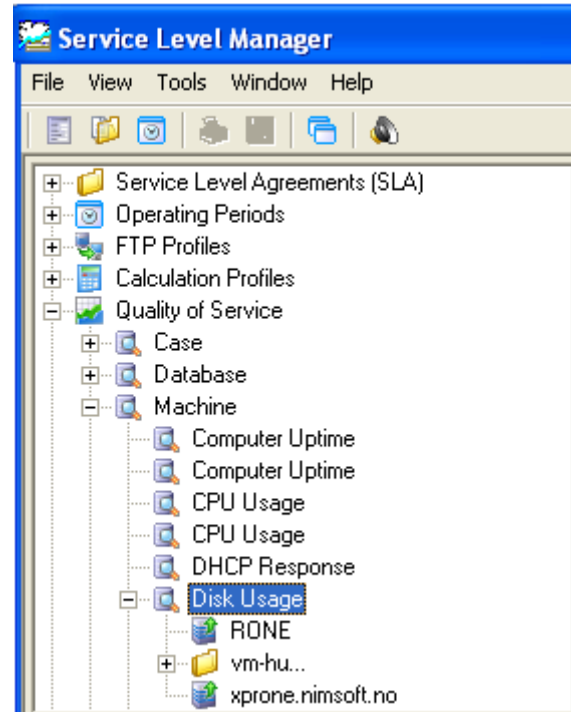 Service Level Manager
File View Tools Window Help
Service Level Agreements (SLA)
Operating Periods
FTP Profiles
Calculation Profiles
Quality of Service
Case
Database
Machine
Computer Uptime
Computer Uptime
CPU Usage
CPU Usage
DHCP Response
Disk Usage
RONE
vm-hu...
xprone.nimsoft.no